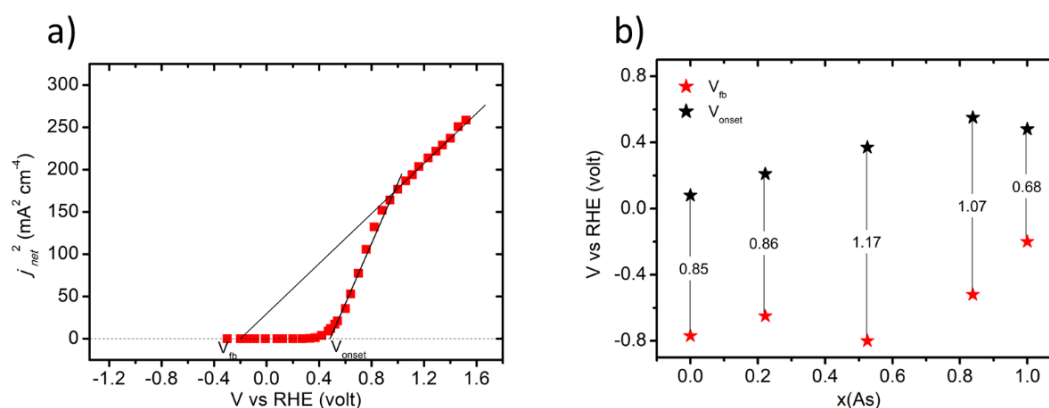 a)
j_net^2 (mA^2 cm^-4)
300
250
200
150
100
50
0
V_fb
V_onset
-1.2 -0.8 -0.4 0.0 0.4 0.8 1.2 1.6
V vs RHE (volt)
b)
V vs RHE (volt)
0.8
0.4
0.0
-0.4
-0.8
V_fb
V_onset
0.85
0.86
1.17
1.07
0.68
0.0 0.2 0.4 0.6 0.8 1.0
x(As)